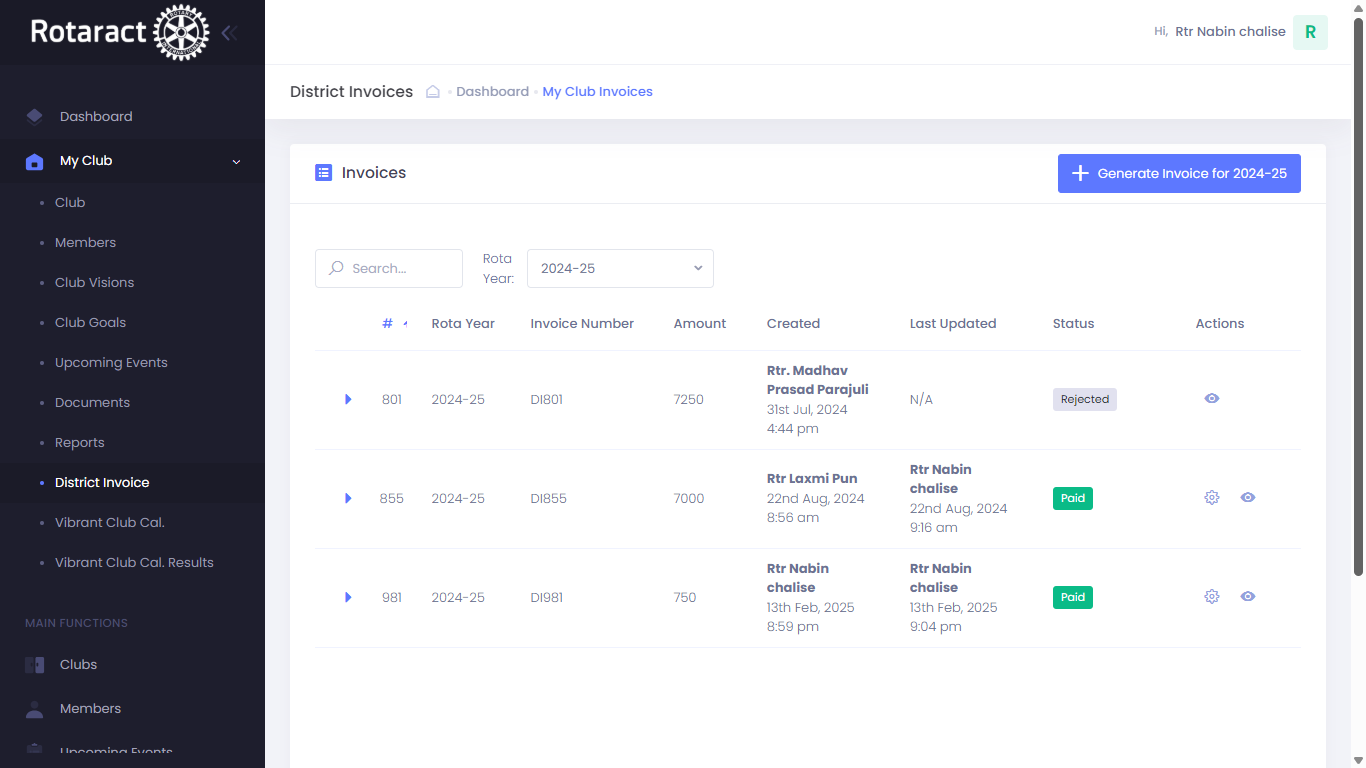 Rotaract
ROTARY
INTERNATIONAL
Hi, Rtr Nabin chalise R
District Invoices Dashboard My Club Invoices
Dashboard
My Club
Club
Members
Club Visions
Club Goals
Upcoming Events
Documents
Reports
District Invoice
Vibrant Club Cal.
Vibrant Club Cal. Results
MAIN FUNCTIONS
Clubs
Members
Upcoming Events
Invoices
Generate Invoice for 2024-25
Search...
Rota
Year:
2024-25
# Rota Year Invoice Number Amount Created Last Updated Status Actions
801 2024-25 DI801 7250
Rtr. Madhav
Prasad Parajuli
31st Jul, 2024
4:44 pm
N/A
Rejected
855 2024-25 DI855 7000
Rtr Laxmi Pun
22nd Aug, 2024
8:56 am
Rtr Nabin
chalise
22nd Aug, 2024
9:16 am
Paid
981 2024-25 DI981 750
Rtr Nabin
chalise
13th Feb, 2025
8:59 pm
Rtr Nabin
chalise
13th Feb, 2025
9:04 pm
Paid